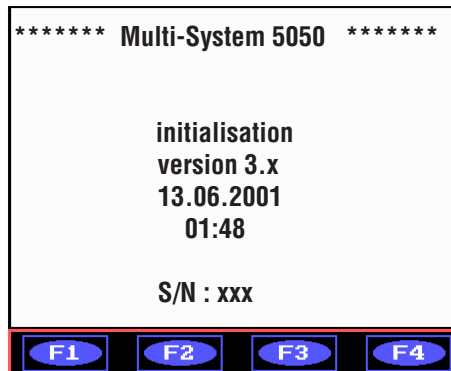 ******* Multi-System 5050 *******
initialisation
version 3.x
13.06.2001
01:48
S/N : xxx
F1 F2 F3 F4